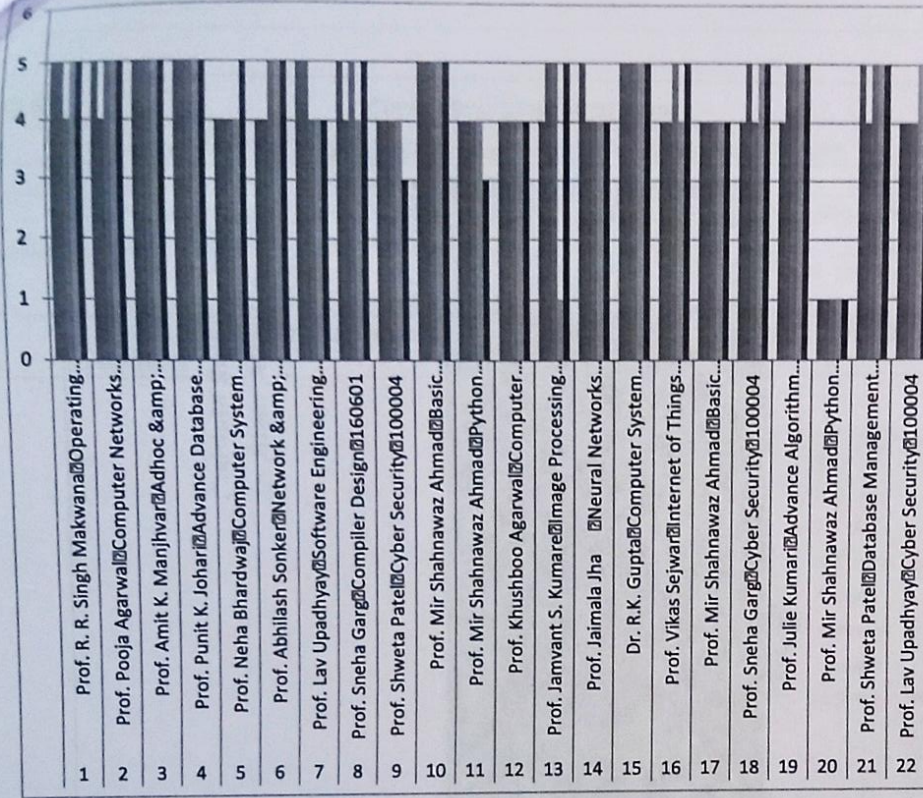 6
5
4
3
2
1
0
Prof. R. R. Singh Makwana⍰Operating...
Prof. Pooja Agarwal⍰Computer Networks...
Prof. Amit K. Manjhvar⍰Adhoc &amp;...
Prof. Punit K. Johari⍰Advance Database...
Prof. Neha Bhardwaj⍰Computer System...
Prof. Abhilash Sonker⍰Network &amp;...
Prof. Lav Upadhyay⍰Software Engineering...
Prof. Sneha Garg⍰Compiler Design⍰160601
Prof. Shweta Patel⍰Cyber Security⍰100004
Prof. Mir Shahnawaz Ahmad⍰Basic...
Prof. Mir Shahnawaz Ahmad⍰Python...
Prof. Khushboo Agarwal⍰Computer...
Prof. Jamvant S. Kumare⍰Image Processing...
Prof. Jaimala Jha ⍰Neural Networks...
Dr. R.K. Gupta⍰Computer System...
Prof. Vikas Sejwar⍰Internet of Things...
Prof. Mir Shahnawaz Ahmad⍰Basic...
Prof. Sneha Garg⍰Cyber Security⍰100004
Prof. Julie Kumari⍰Advance Algorithm
Prof. Mir Shahnawaz Ahmad⍰Python...
Prof. Shweta Patel⍰Database Management...
Prof. Lav Upadhyay⍰Cyber Security⍰100004
1 2 3 4 5 6 7 8 9 10 11 12 13 14 15 16 17 18 19 20 21 22